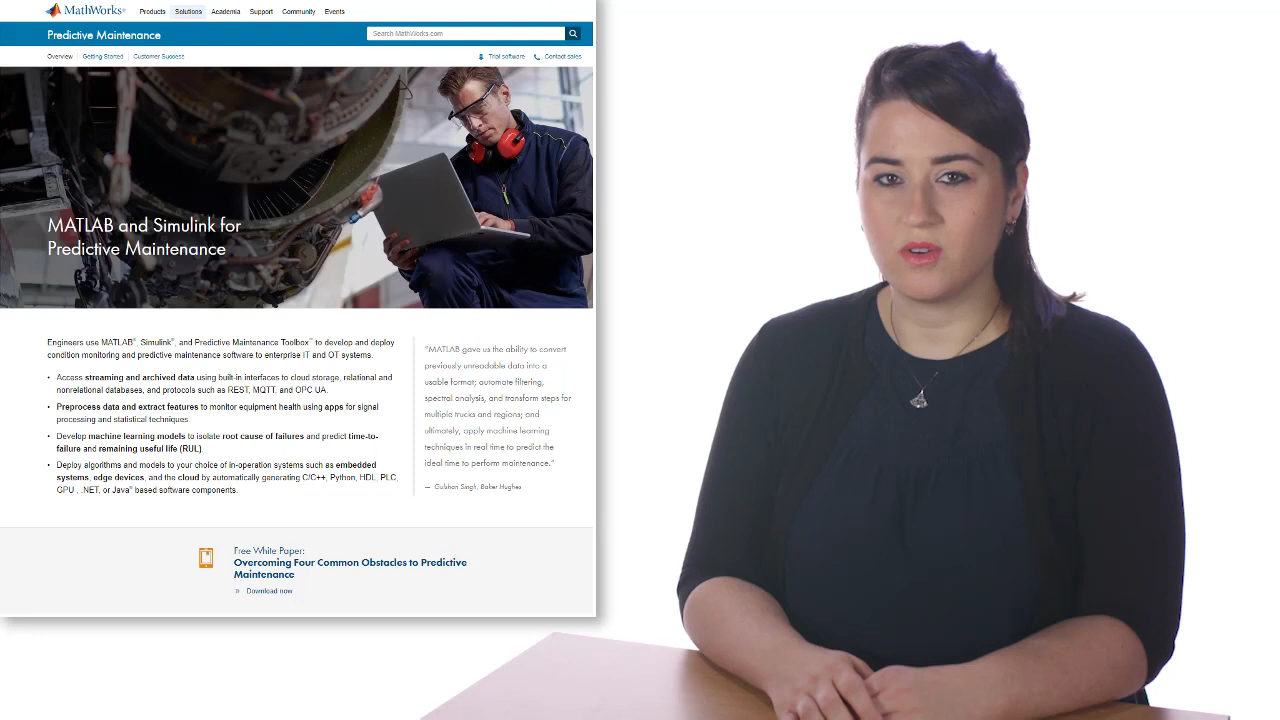 MathWorks®
Products Solutions Academia Support Community Events
Predictive Maintenance
Search MathWorks.com
Overview Getting Started Customer Success
Trial software Contact sales
MATLAB and Simulink for
Predictive Maintenance
Engineers use MATLAB®, Simulink®, and Predictive Maintenance Toolbox™ to develop and deploy
condition monitoring and predictive maintenance software to enterprise IT and OT systems.
• Access streaming and archived data using built-in interfaces to cloud storage, relational and
nonrelational databases, and protocols such as REST, MQTT, and OPC UA.
• Preprocess data and extract features to monitor equipment health using apps for signal
processing and statistical techniques
• Develop machine learning models to isolate root cause of failures and predict time-to-
failure and remaining useful life (RUL).
• Deploy algorithms and models to your choice of in-operation systems such as embedded
systems, edge devices, and the cloud by automatically generating C/C++, Python, HDL, PLC,
GPU , .NET, or Java® based software components.
“MATLAB gave us the ability to convert
previously unreadable data into a
usable format; automate filtering,
spectral analysis, and transform steps for
multiple trucks and regions; and
ultimately, apply machine learning
techniques in real time to predict the
ideal time to perform maintenance.”
— Gulshan Singh, Baker Hughes
Free White Paper:
Overcoming Four Common Obstacles to Predictive
Maintenance
» Download now